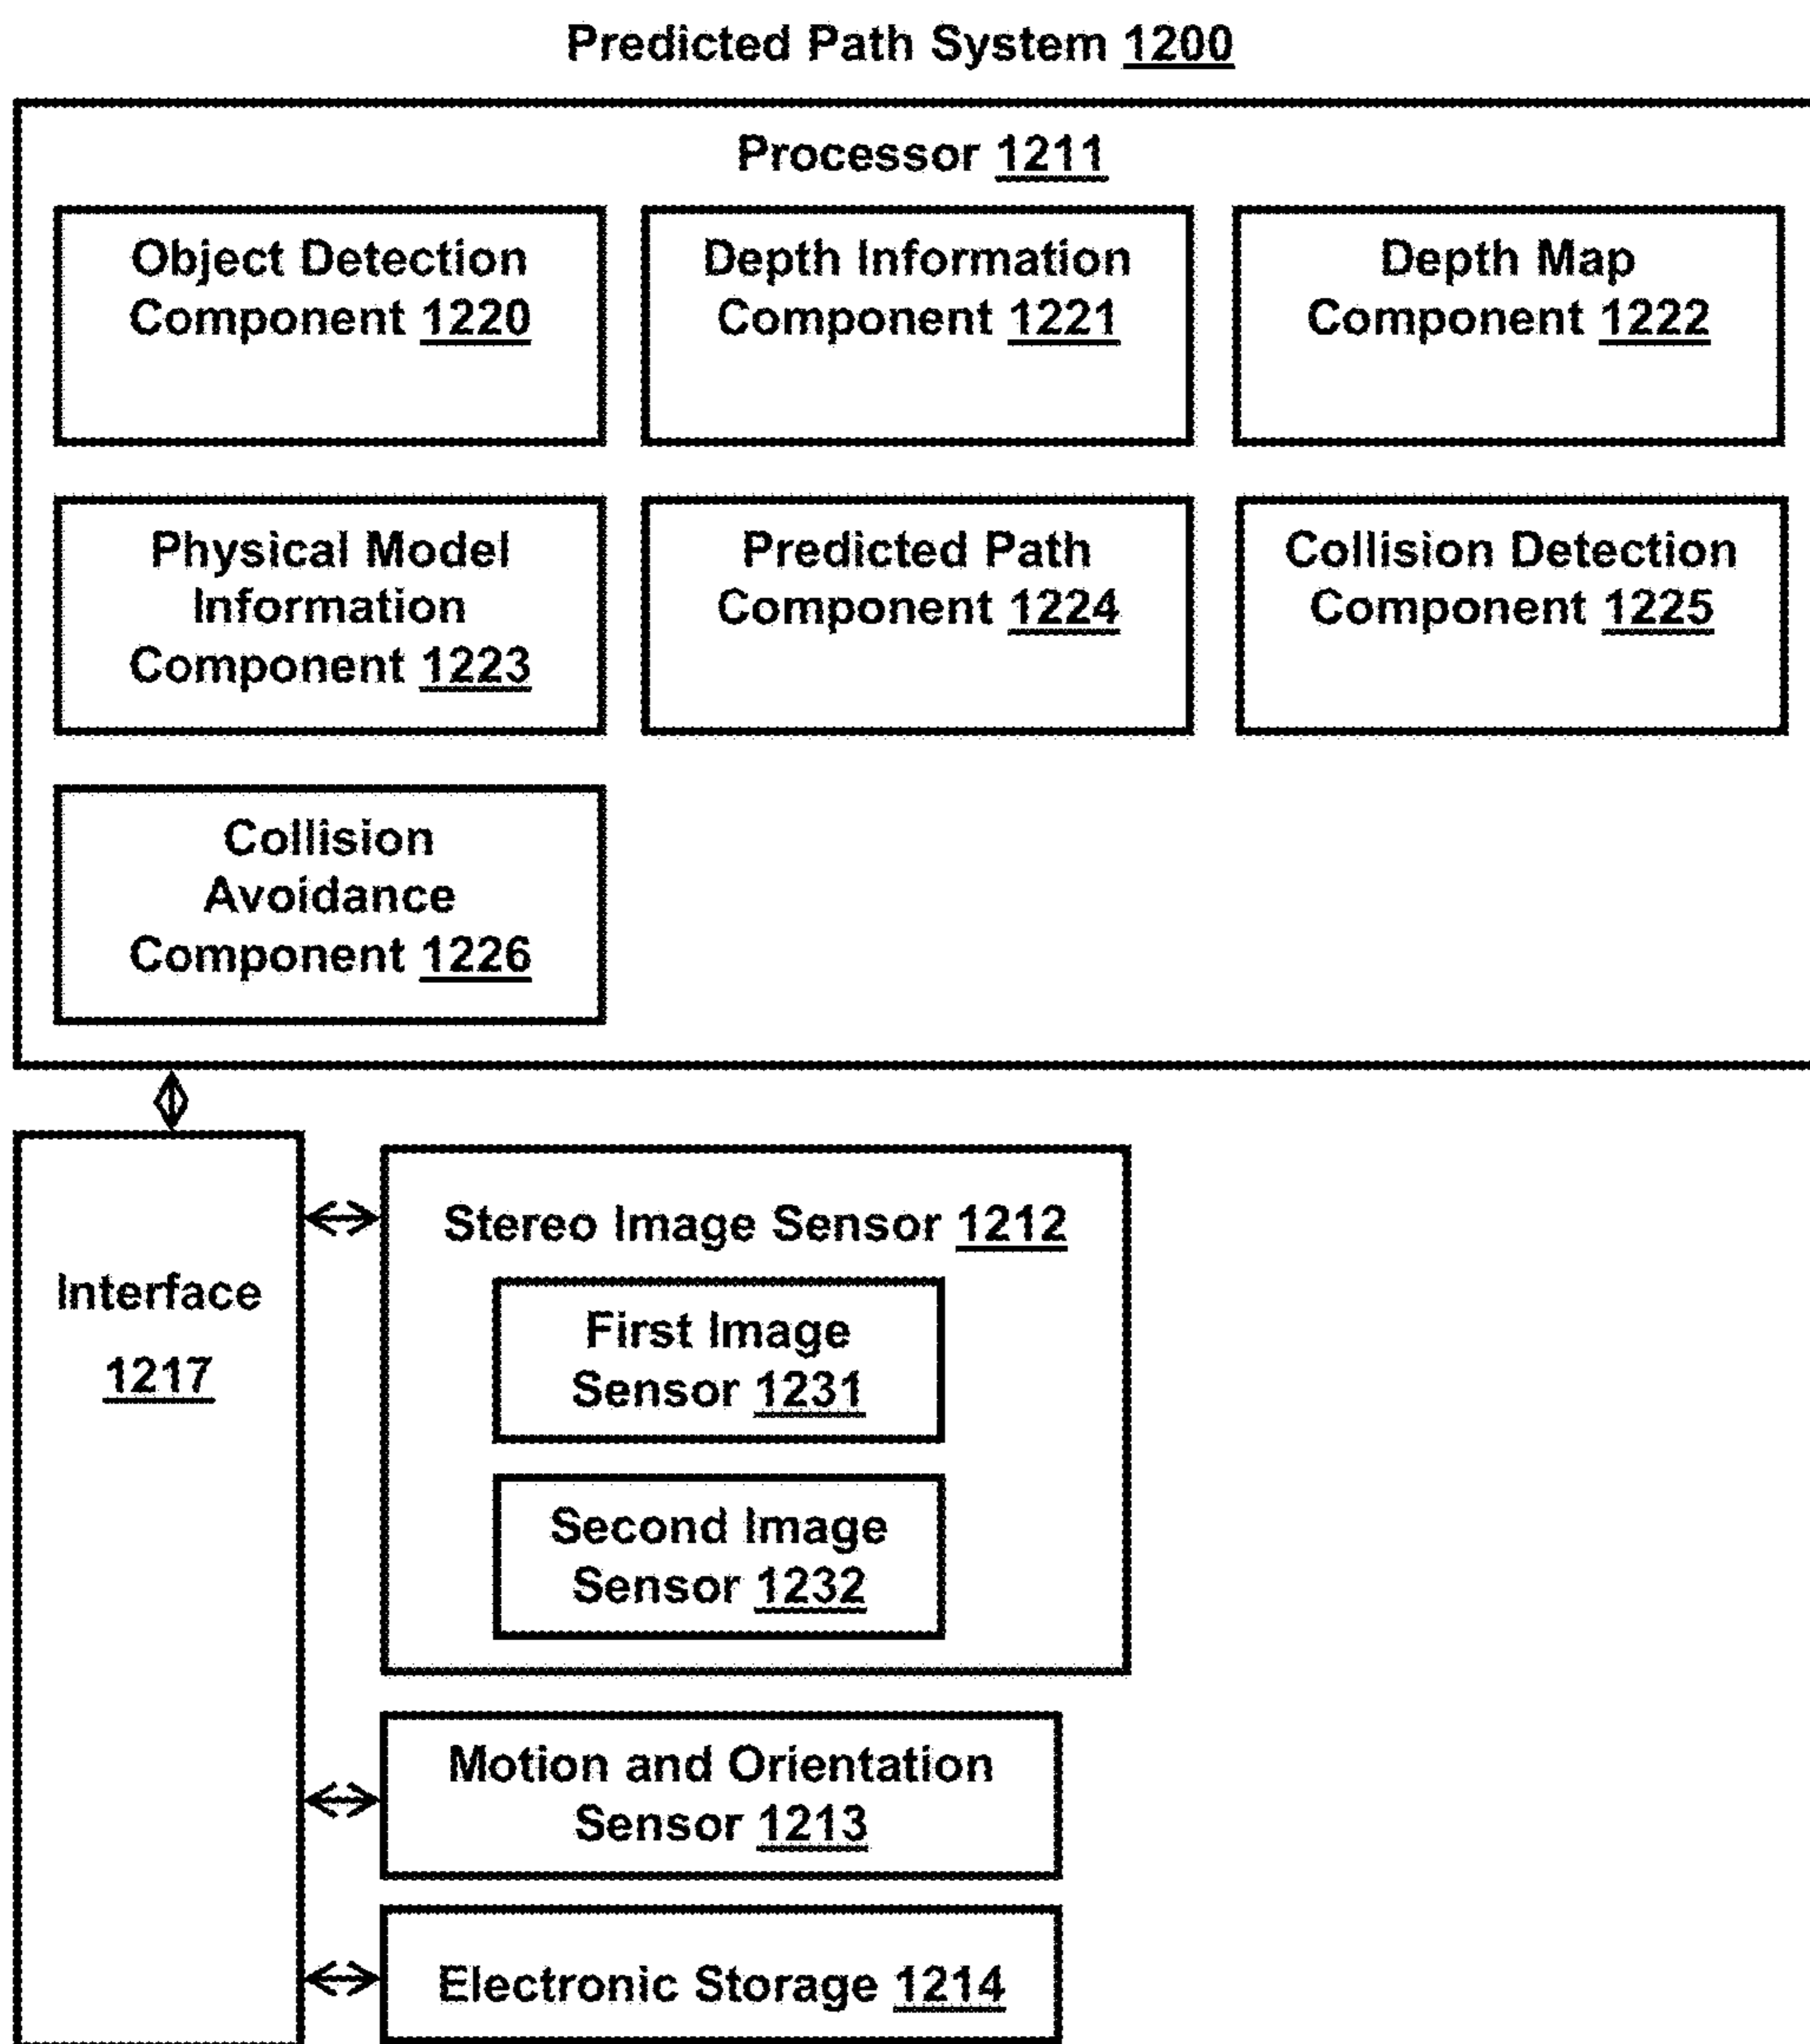 Predicted Path System 1200
Processor 1211
Object Detection
Component 1220
Depth Information
Component 1221
Depth Map
Component 1222
Physical Model
Information
Component 1223
Predicted Path
Component 1224
Collision Detection
Component 1225
Collision
Avoidance
Component 1226
Interface
1217
Stereo Image Sensor 1212
First Image
Sensor 1231
Second Image
Sensor 1232
Motion and Orientation
Sensor 1213
Electronic Storage 1214